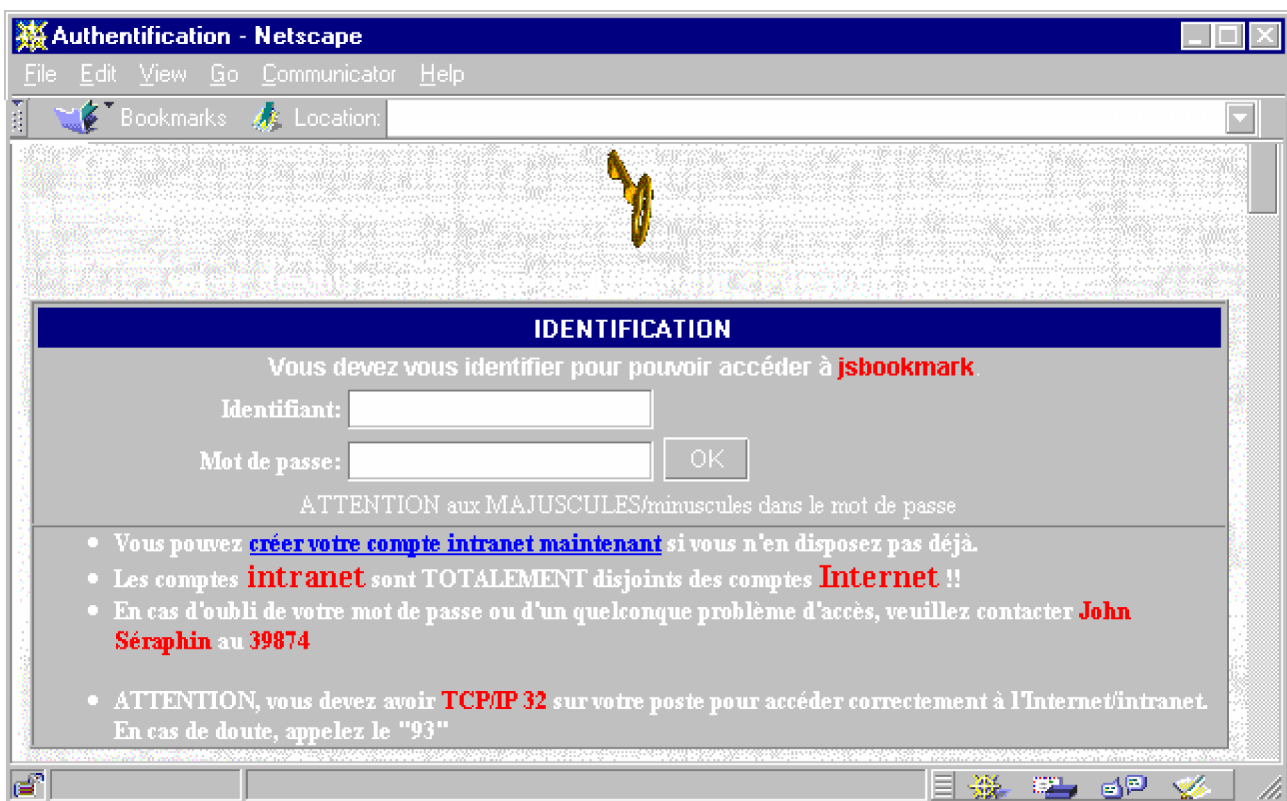 Authentification - Netscape
File Edit View Go Communicator Help
Bookmarks Location:
IDENTIFICATION
Vous devez vous identifier pour pouvoir accéder à jsbookmark.
Identifiant:
Mot de passe: OK
ATTENTION aux MAJUSCULES/minuscules dans le mot de passe
• Vous pouvez créer votre compte intranet maintenant si vous n'en disposez pas déjà.
• Les comptes intranet sont TOTALEMENT disjoints des comptes Internet !!
• En cas d'oubli de votre mot de passe ou d'un quelconque problème d'accès, veuillez contacter John
Séraphin au 39874
• ATTENTION, vous devez avoir TCP/IP 32 sur votre poste pour accéder correctement à l'Internet/intranet.
En cas de doute, appelez le "93"